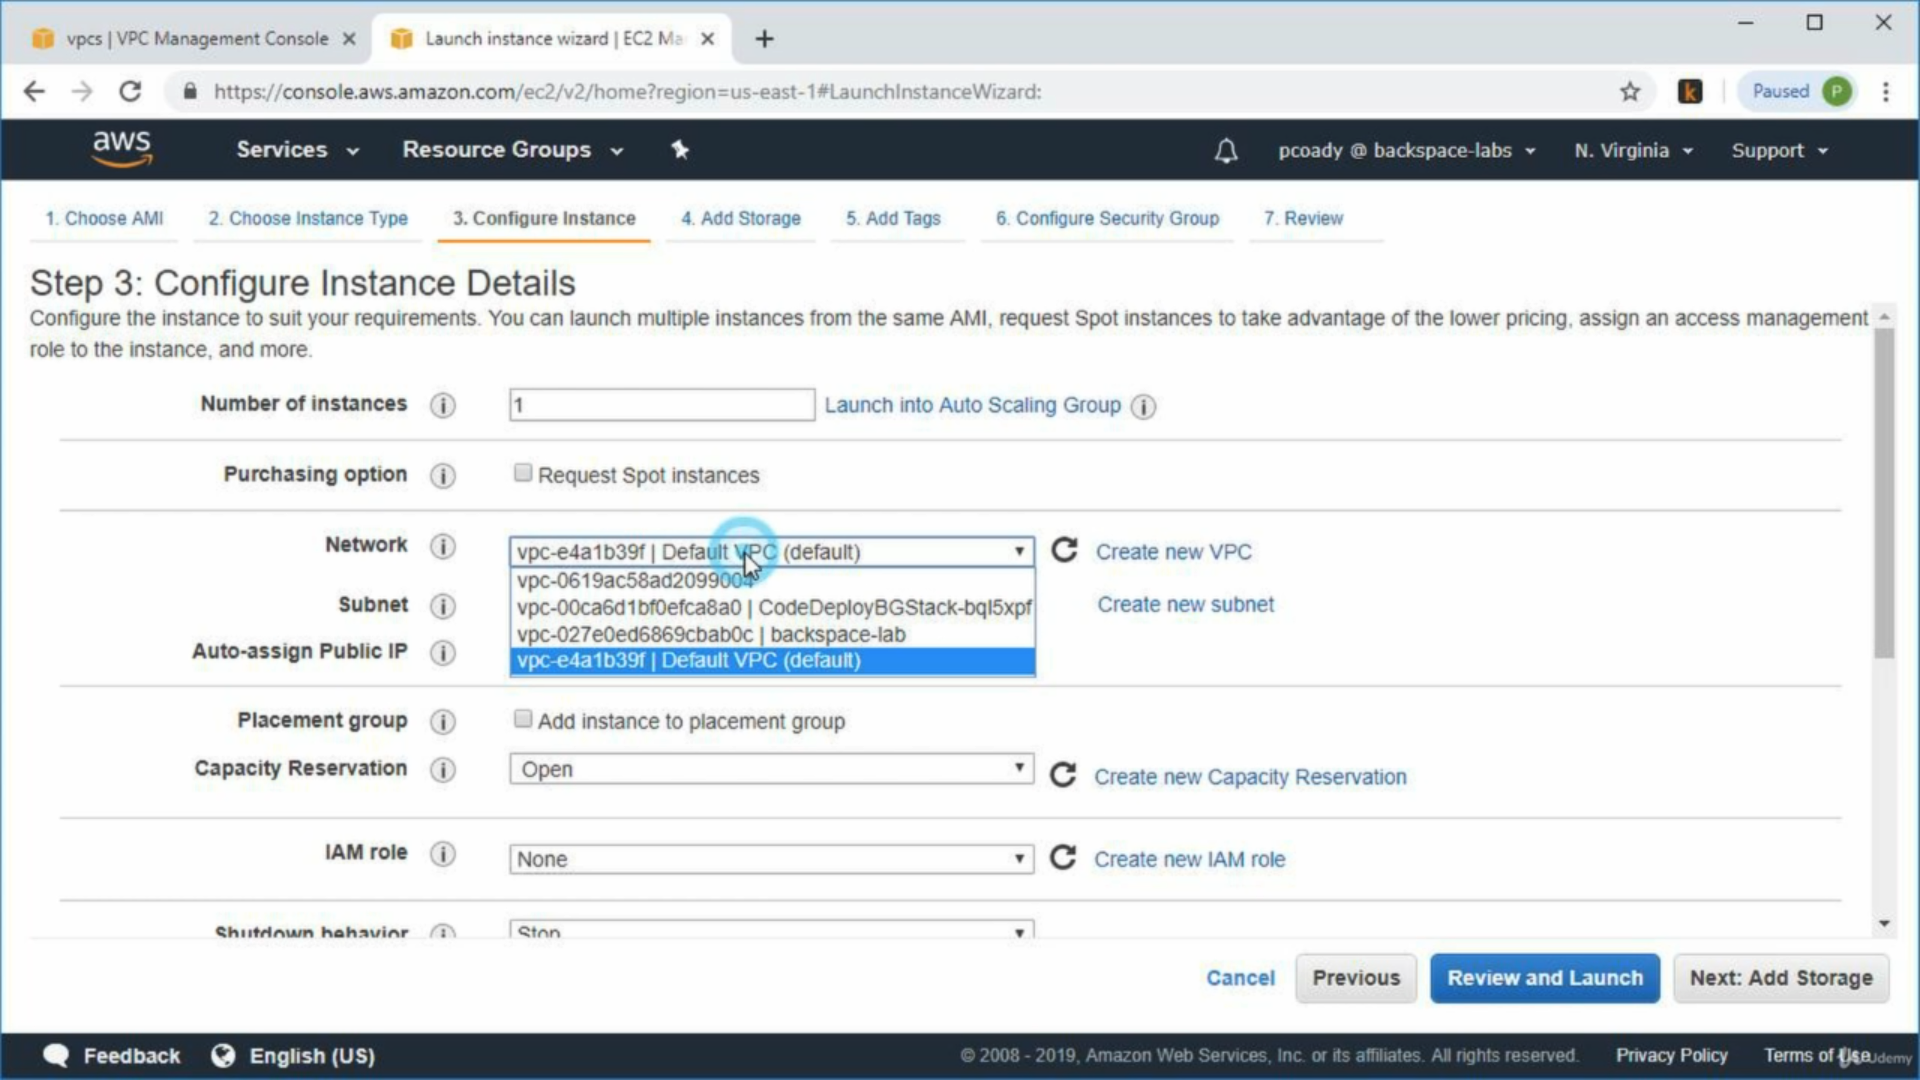 vpcs | VPC Management Console
Launch instance wizard | EC2 Ma
https://console.aws.amazon.com/ec2/v2/home?region=us-east-1#LaunchInstanceWizard:
k
Paused P
aws
Services
Resource Groups
pcoady @ backspace-labs
N. Virginia
Support
1. Choose AMI
2. Choose Instance Type
3. Configure Instance
4. Add Storage
5. Add Tags
6. Configure Security Group
7. Review
Step 3: Configure Instance Details
Configure the instance to suit your requirements. You can launch multiple instances from the same AMI, request Spot instances to take advantage of the lower pricing, assign an access management
role to the instance, and more.
Number of instances
1
Launch into Auto Scaling Group
Purchasing option
Request Spot instances
Network
vpc-e4a1b39f | Default VPC (default)
Create new VPC
vpc-0619ac58ad2099004
vpc-00ca6d1bf0efca8a0 | CodeDeployBGStack-bql5xpf
vpc-027e0ed6869cbab0c | backspace-lab
vpc-e4a1b39f | Default VPC (default)
Subnet
Create new subnet
Auto-assign Public IP
Placement group
Add instance to placement group
Capacity Reservation
Open
Create new Capacity Reservation
IAM role
None
Create new IAM role
Shutdown behavior
Stop
Cancel
Previous
Review and Launch
Next: Add Storage
Feedback
English (US)
© 2008 - 2019, Amazon Web Services, Inc. or its affiliates. All rights reserved.
Privacy Policy
Terms of Use
Udemy